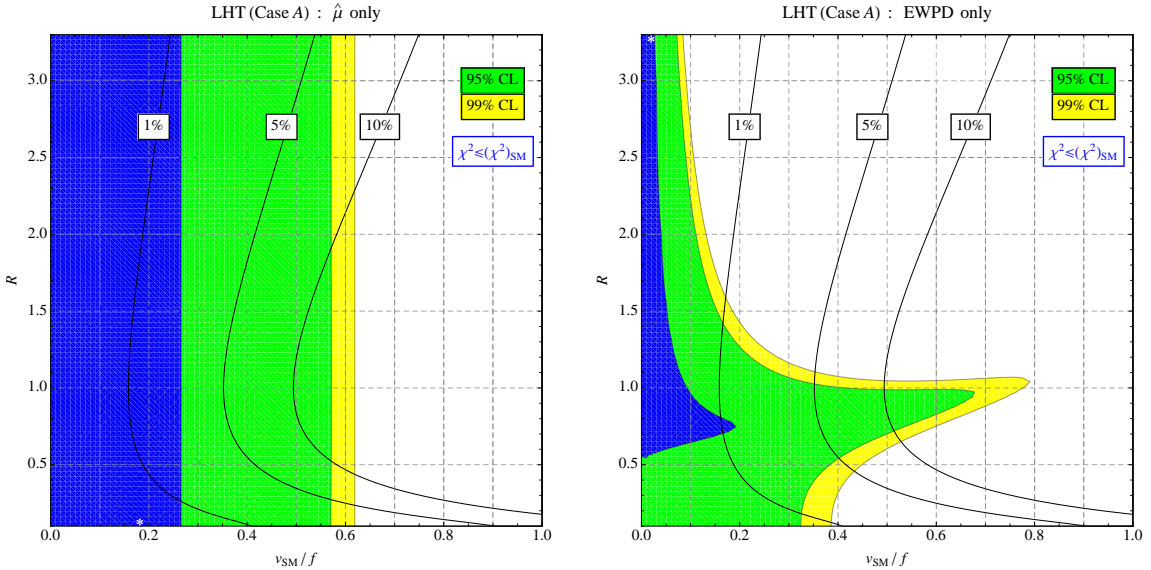 LHT (Case A) : μ̂ only
3.0
2.5
2.0
1.5
1.0
0.5
R
1%
5%
10%
95% CL
99% CL
χ²⩽(χ²)SM
*
0.0
0.2
0.4
0.6
0.8
1.0
vSM/f
LHT (Case A) : EWPD only
*
3.0
2.5
2.0
1.5
1.0
0.5
R
1%
5%
10%
95% CL
99% CL
χ²⩽(χ²)SM
0.0
0.2
0.4
0.6
0.8
1.0
vSM/f